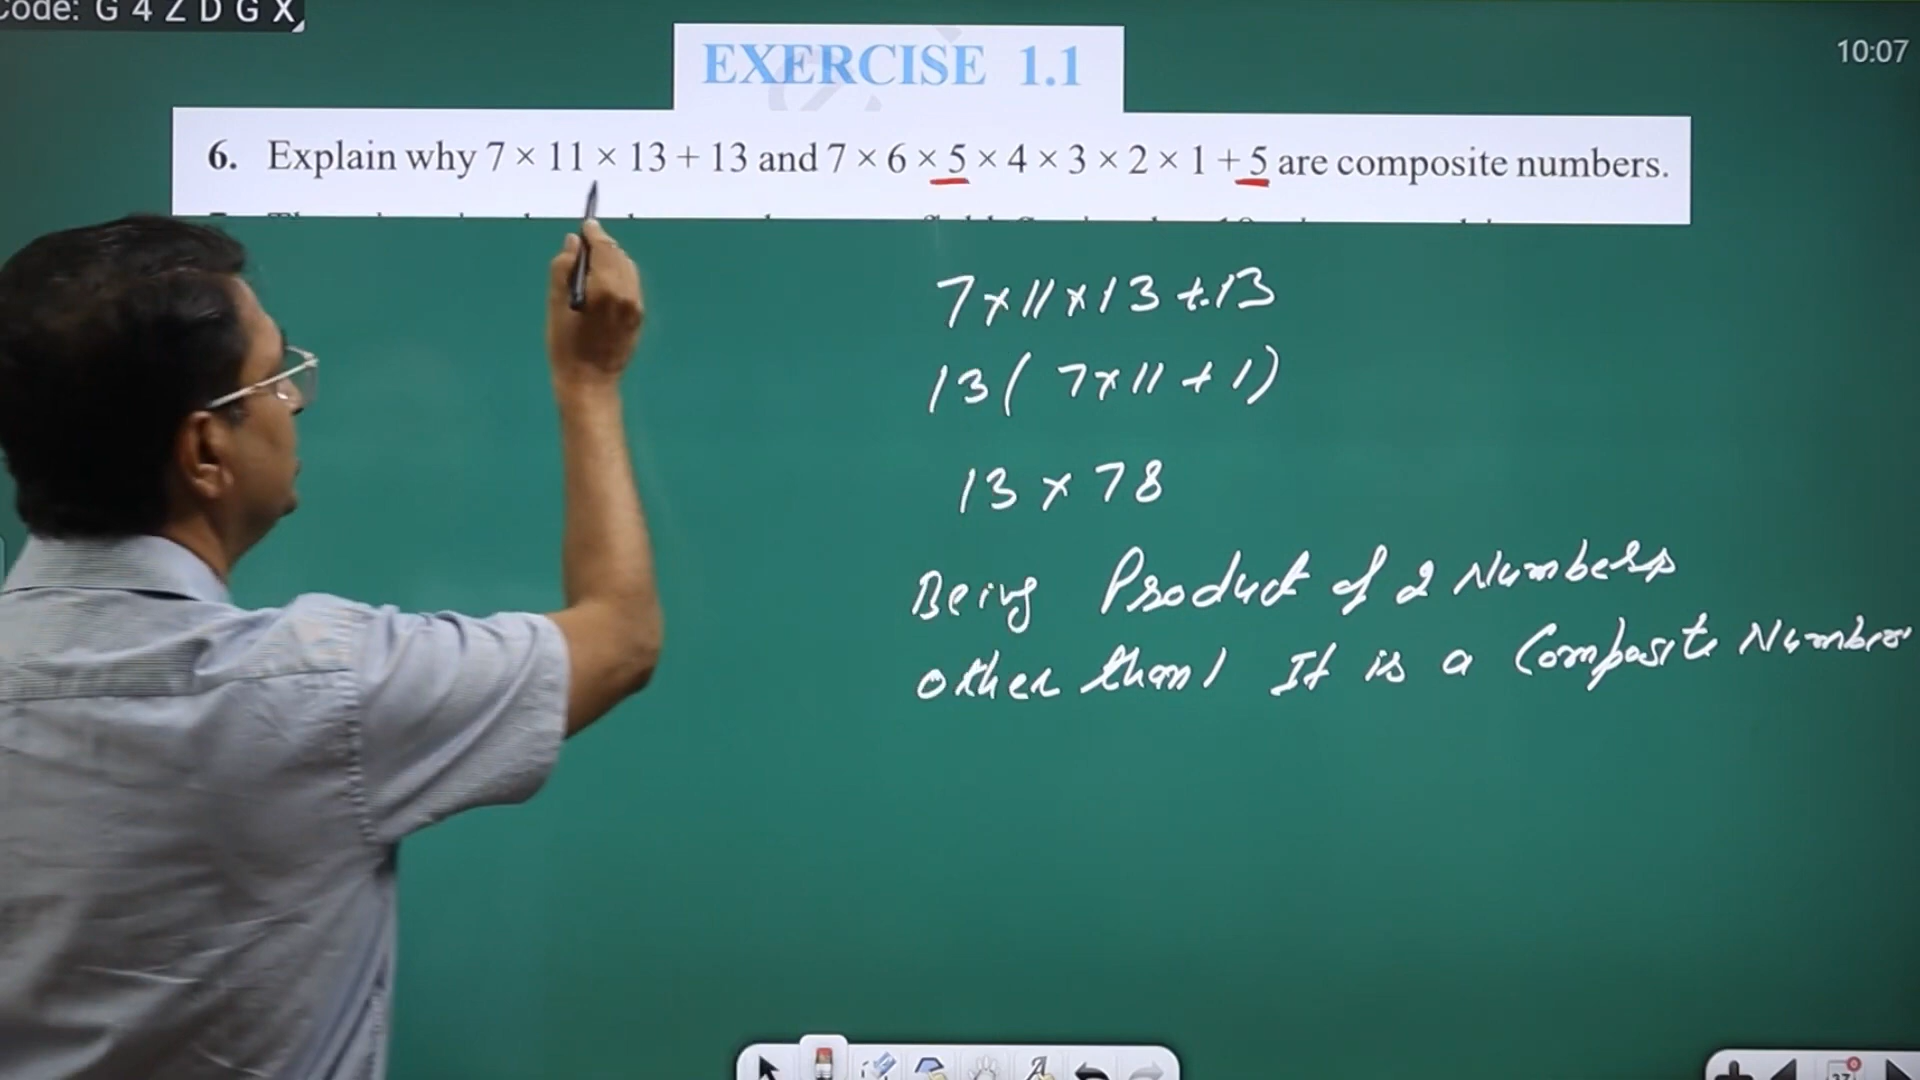 Code: G 4 Z D G X
10:07
EXERCISE 1.1
6. Explain why 7 × 11 × 13 + 13 and 7 × 6 × 5 × 4 × 3 × 2 × 1 + 5 are composite numbers.
7 × 11 × 13 + 13
13 ( 7 × 11 + 1 )
13 × 78
Being Product of 2 Numbers
other than 1 It is a Composite Number